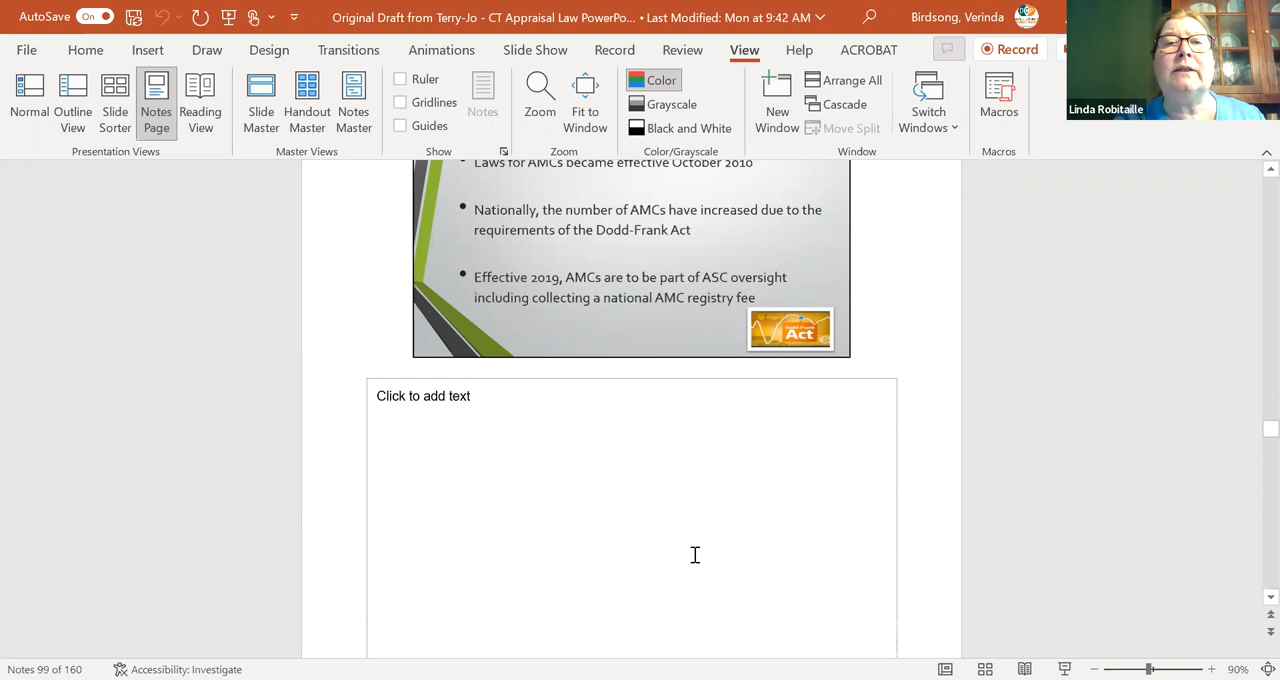 AutoSave On
Original Draft from Terry-Jo - CT Appraisal Law PowerPo... • Last Modified: Mon at 9:42 AM
Birdsong, Verinda
File Home Insert Draw Design Transitions Animations Slide Show Record Review View Help ACROBAT
Record
Linda Robitaille
Normal
Outline View
Slide Sorter
Notes Page
Reading View
Presentation Views
Slide Master
Handout Master
Notes Master
Master Views
Ruler
Gridlines
Guides
Notes
Show
Zoom
Fit to Window
Zoom
Color
Grayscale
Black and White
Color/Grayscale
New Window
Arrange All
Cascade
Move Split
Switch Windows
Window
Macros
Macros
Laws for AMCs became effective October 2010
• Nationally, the number of AMCs have increased due to the
requirements of the Dodd-Frank Act
• Effective 2019, AMCs are to be part of ASC oversight
including collecting a national AMC registry fee
Dodd-Frank
Act
Click to add text
Notes 99 of 160
Accessibility: Investigate
90%